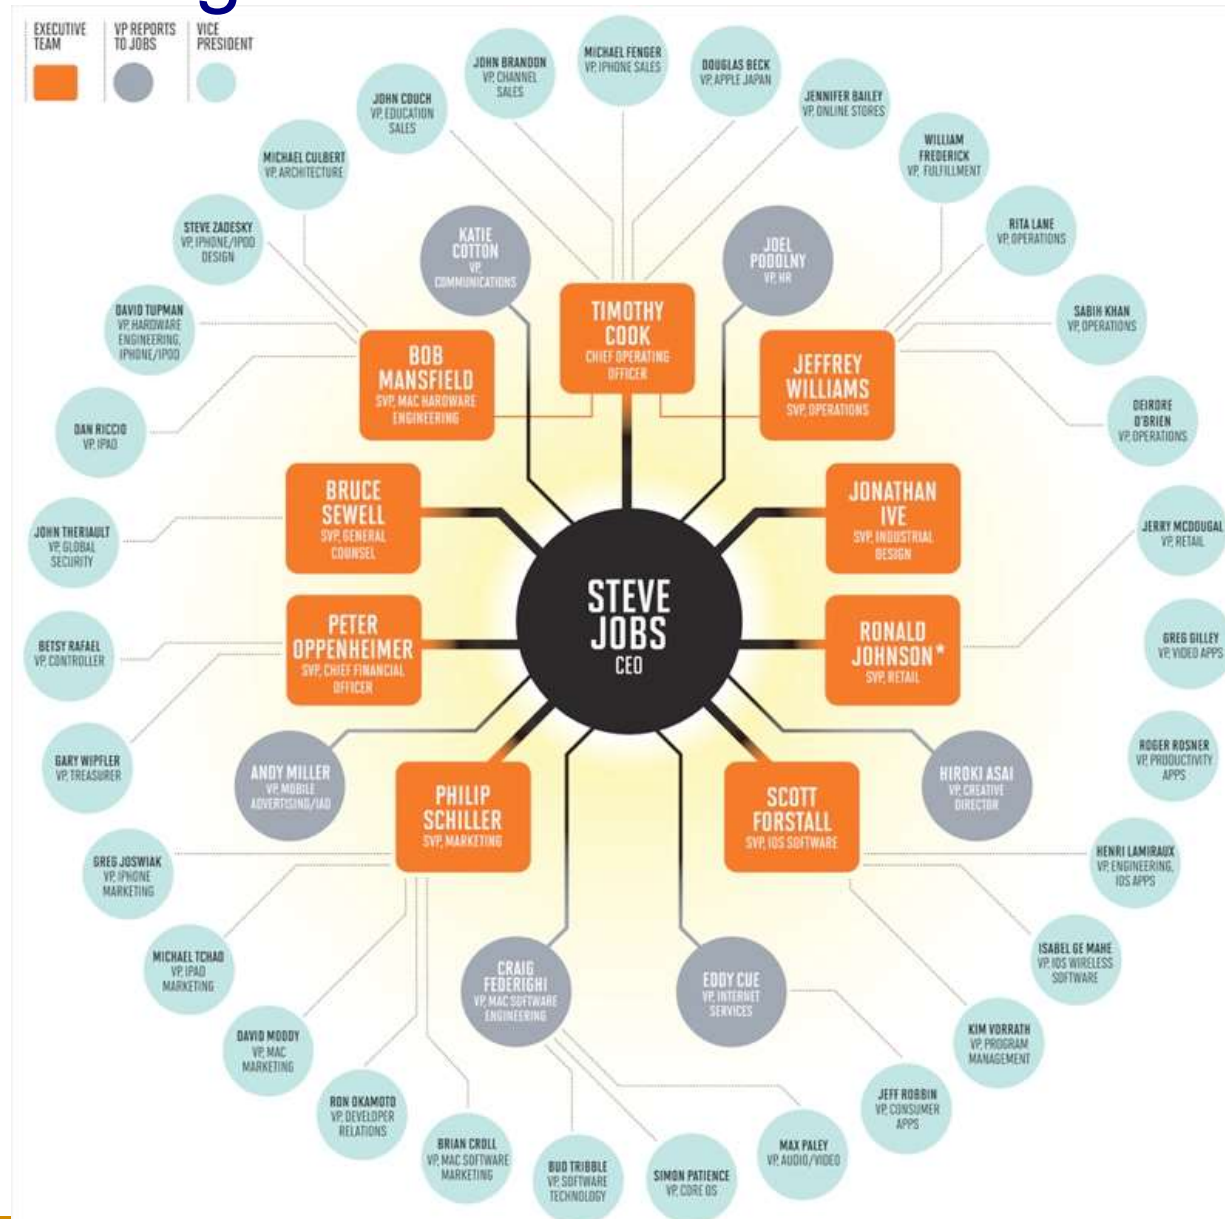 EXECUTIVE
TEAM
VP REPORTS
TO JOBS
VICE
PRESIDENT
MICHAEL FENGER
VP, IPHONE SALES
JOHN BRANDON
VP, CHANNEL
SALES
DOUGLAS BECK
VP, APPLE JAPAN
JOHN COUCH
VP, EDUCATION
SALES
JENNIFER BAILEY
VP, ONLINE STORES
MICHAEL CULBERT
VP, ARCHITECTURE
WILLIAM
FREDERICK
VP, FULFILLMENT
STEVE ZADESKY
VP, IPHONE/IPOD
DESIGN
KATIE
COTTON
VP,
COMMUNICATIONS
JOEL
PODOLNY
VP, HR
RITA LANE
VP, OPERATIONS
DAVID TUPMAN
VP, HARDWARE
ENGINEERING,
IPHONE/IPOD
TIMOTHY
COOK
CHIEF OPERATING
OFFICER
SABIH KHAN
VP, OPERATIONS
BOB
MANSFIELD
SVP, MAC HARDWARE
ENGINEERING
JEFFREY
WILLIAMS
SVP, OPERATIONS
DAN RICCIO
VP, IPAD
DEIRDRE
O'BRIEN
VP, OPERATIONS
BRUCE
SEWELL
SVP, GENERAL
COUNSEL
JONATHAN
IVE
SVP, INDUSTRIAL
DESIGN
JOHN THERIAULT
VP, GLOBAL
SECURITY
JERRY MCDOUGAL
VP, RETAIL
STEVE
JOBS
CEO
PETER
OPPENHEIMER
SVP, CHIEF FINANCIAL
OFFICER
RONALD
JOHNSON*
SVP, RETAIL
BETSY RAFAEL
VP, CONTROLLER
GREG GILLEY
VP, VIDEO APPS
GARY WIPFLER
VP, TREASURER
ANDY MILLER
VP, MOBILE
ADVERTISING/IAD
HIROKI ASAI
VP, CREATIVE
DIRECTOR
ROGER ROSNER
VP, PRODUCTIVITY
APPS
PHILIP
SCHILLER
SVP, MARKETING
SCOTT
FORSTALL
SVP, IOS SOFTWARE
GREG JOSWIAK
VP, IPHONE
MARKETING
HENRI LAMIRAUX
VP, ENGINEERING,
IOS APPS
MICHAEL TCHAO
VP, IPAD
MARKETING
CRAIG
FEDERIGHI
VP, MAC SOFTWARE
ENGINEERING
EDDY CUE
VP, INTERNET
SERVICES
ISABEL GE MAHE
VP, IOS WIRELESS
SOFTWARE
DAVID MOODY
VP, MAC
MARKETING
KIM VORRATH
VP, PROGRAM
MANAGEMENT
RON OKAMOTO
VP, DEVELOPER
RELATIONS
JEFF ROBBIN
VP, CONSUMER
APPS
BRIAN CROLL
VP, MAC SOFTWARE
MARKETING
BUD TRIBBLE
VP, SOFTWARE
TECHNOLOGY
SIMON PATIENCE
VP, CORE OS
MAX PALEY
VP, AUDIO/VIDEO